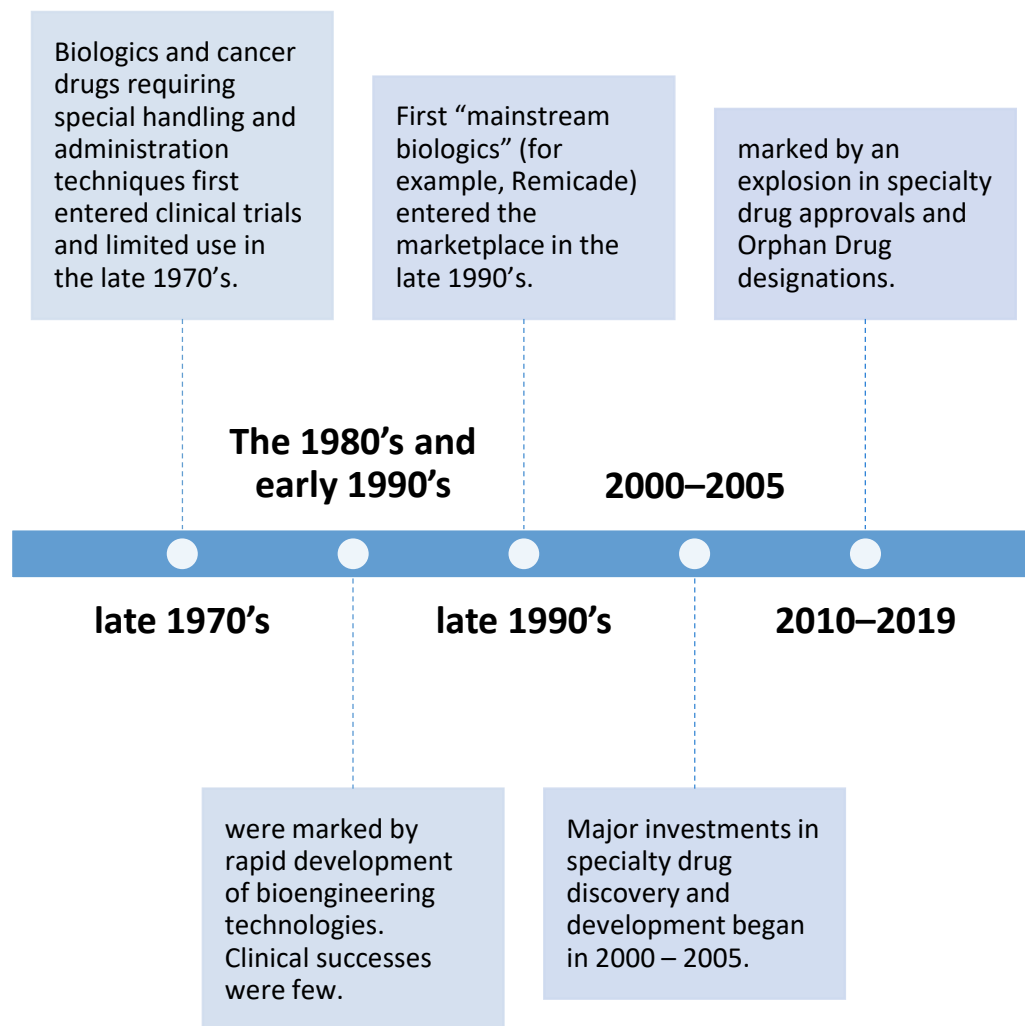 Biologics and cancer
drugs requiring
special handling and
administration
techniques first
entered clinical trials
and limited use in
the late 1970’s.
First “mainstream
biologics” (for
example, Remicade)
entered the
marketplace in the
late 1990’s.
marked by an
explosion in specialty
drug approvals and
Orphan Drug
designations.
The 1980’s and
early 1990’s
2000–2005
late 1970’s
late 1990’s
2010–2019
were marked by
rapid development
of bioengineering
technologies.
Clinical successes
were few.
Major investments in
specialty drug
discovery and
development began
in 2000 – 2005.